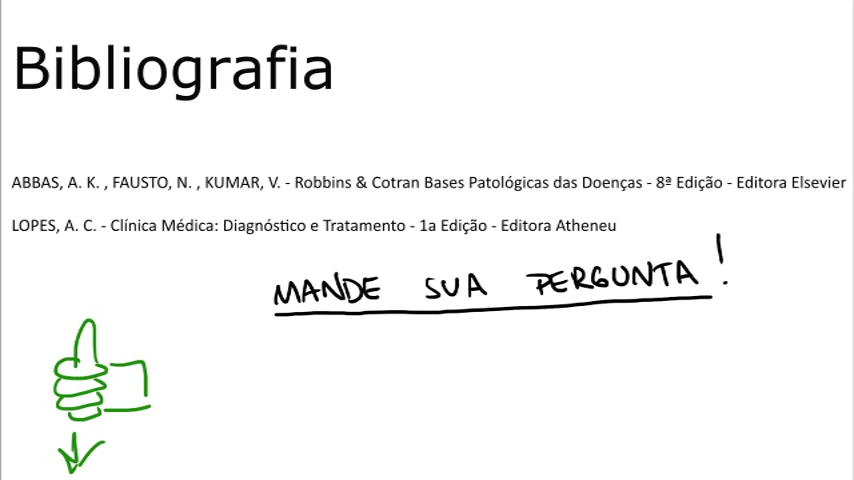 Bibliografia
ABBAS, A. K. , FAUSTO, N. , KUMAR, V. - Robbins & Cotran Bases Patológicas das Doenças - 8ª Edição - Editora Elsevier
LOPES, A. C. - Clínica Médica: Diagnóstico e Tratamento - 1a Edição - Editora Atheneu
MANDE SUA PERGUNTA!